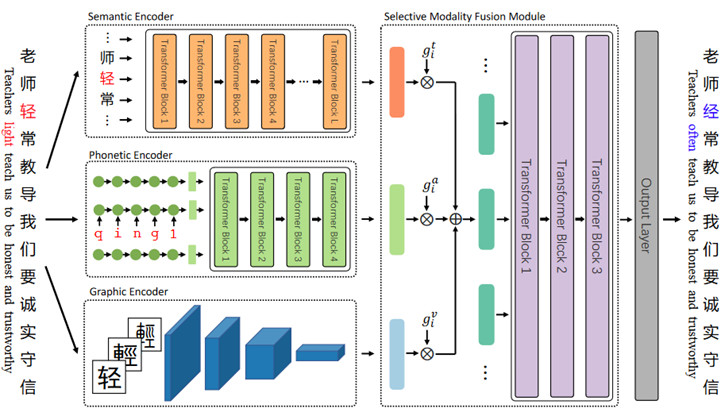 老师轻常教导我们要诚实守信
Teachers light teach us to be honest and trustworthy
Semantic Encoder
⋯
师
轻
常
⋯
Transformer Block 1
Transformer Block 2
Transformer Block 3
Transformer Block 4
...
Transformer Block L
Phonetic Encoder
q i n g 1
Transformer Block 1
Transformer Block 2
Transformer Block 3
Transformer Block 4
Graphic Encoder
轻
輕
輕
Selective Modality Fusion Module
g_i^t
g_i^a
g_i^v
...
...
Transformer Block 1
Transformer Block 2
Transformer Block 3
Output Layer
老师经常教导我们要诚实守信
Teachers often teach us to be honest and trustworthy